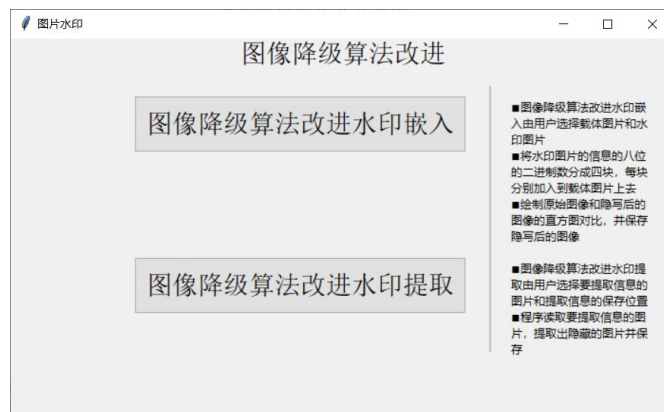 图片水印
图像降级算法改进
图像降级算法改进水印嵌入
图像降级算法改进水印提取
■图像降级算法改进水印嵌
入由用户选择载体图片和水
印图片
■将水印图片的信息的八位
的二进制数分成四块，每块
分别加入到载体图片上去
■绘制原始图像和隐写后的
图像的直方图对比，并保存
隐写后的图像
■图像降级算法改进水印提
取由用户选择要提取信息的
图片和提取信息的保存位置
■程序读取要提取信息的图
片，提取出隐藏的图片并保
存